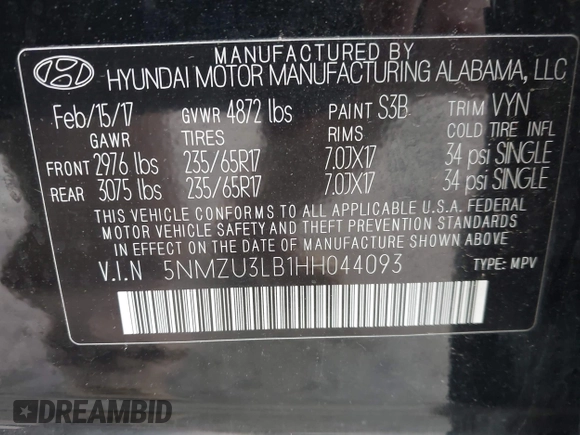 MANUFACTURED BY
HYUNDAI MOTOR MANUFACTURING ALABAMA, LLC
Feb/15/17 GVWR 4872 lbs PAINT S3B TRIM VYN
GAWR TIRES RIMS COLD TIRE INFL
FRONT 2976 lbs 235/65R17 7.0JX17 34 psi SINGLE
REAR 3075 lbs 235/65R17 7.0JX17 34 psi SINGLE
THIS VEHICLE CONFORMS TO ALL APPLICABLE U.S.A. FEDERAL
MOTOR VEHICLE SAFETY AND THEFT PREVENTION STANDARDS
IN EFFECT ON THE DATE OF MANUFACTURE SHOWN ABOVE.
V.I.N 5NMZU3LB1HH044093 TYPE: MPV
DREAMBID